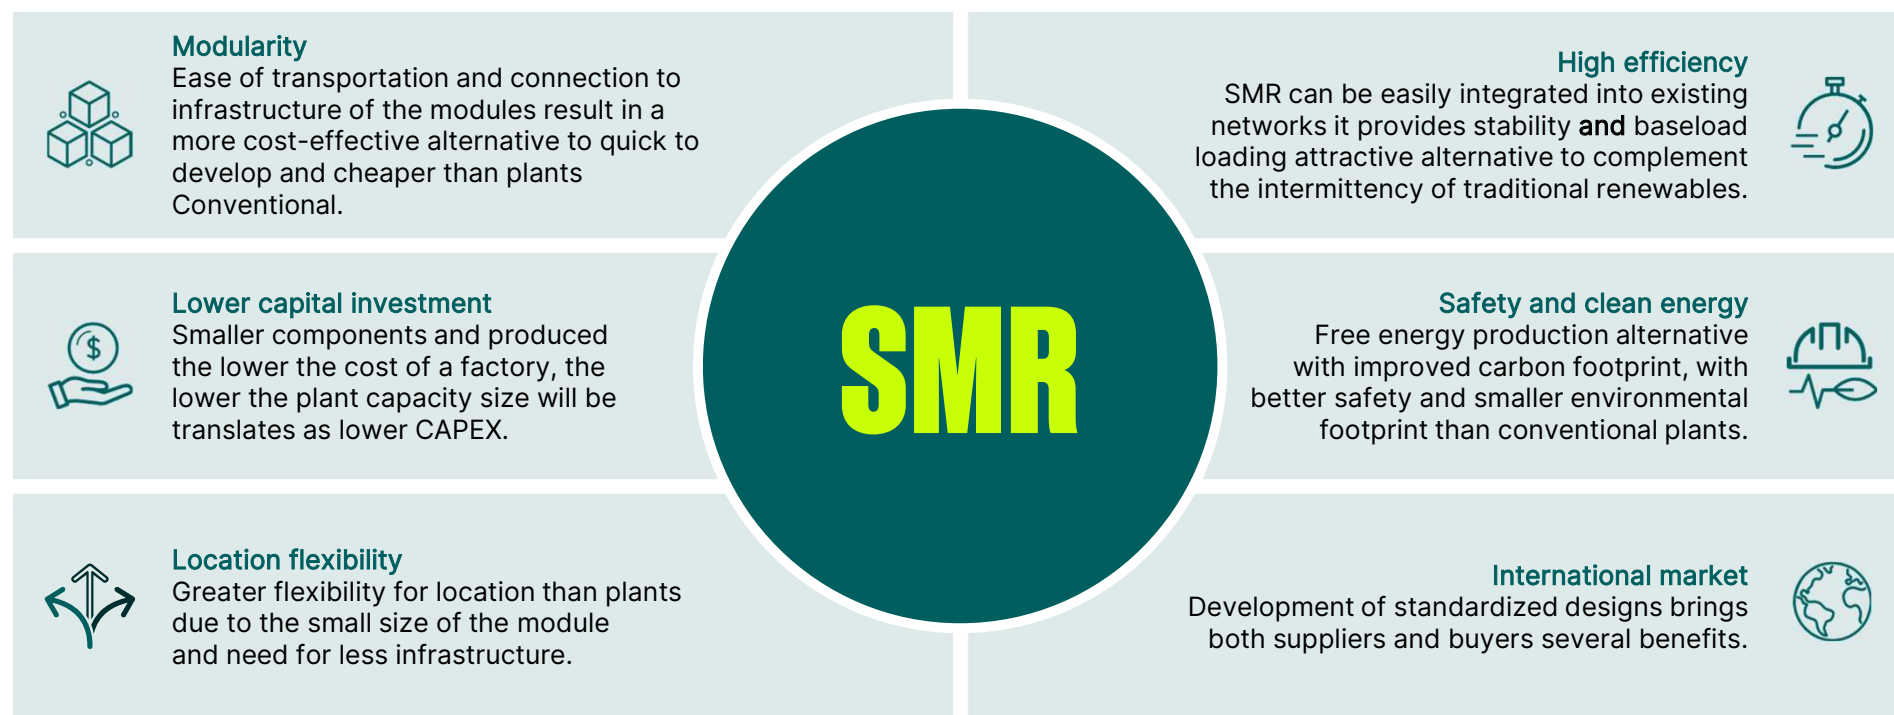 Modularity
Ease of transportation and connection to
infrastructure of the modules result in a
more cost-effective alternative to quick to
develop and cheaper than plants
Conventional.
Lower capital investment
Smaller components and produced
the lower the cost of a factory, the
lower the plant capacity size will be
translates as lower CAPEX.
Location flexibility
Greater flexibility for location than plants
due to the small size of the module
and need for less infrastructure.
SMR
High efficiency
SMR can be easily integrated into existing
networks it provides stability and baseload
loading attractive alternative to complement
the intermittency of traditional renewables.
Safety and clean energy
Free energy production alternative
with improved carbon footprint, with
better safety and smaller environmental
footprint than conventional plants.
International market
Development of standardized designs brings
both suppliers and buyers several benefits.